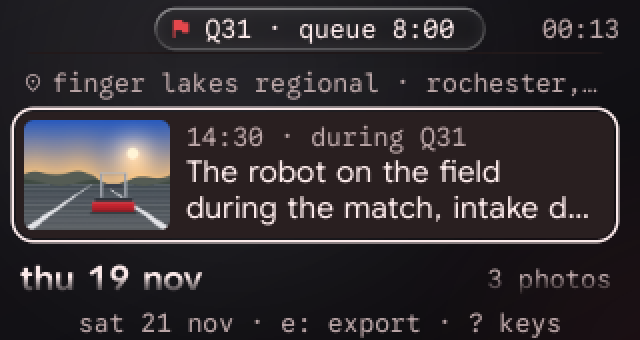 Q31 · queue 8:00
00:13
finger lakes regional · rochester,…
14:30 · during Q31
The robot on the field
during the match, intake d…
thu 19 nov
3 photos
sat 21 nov · e: export · ? keys